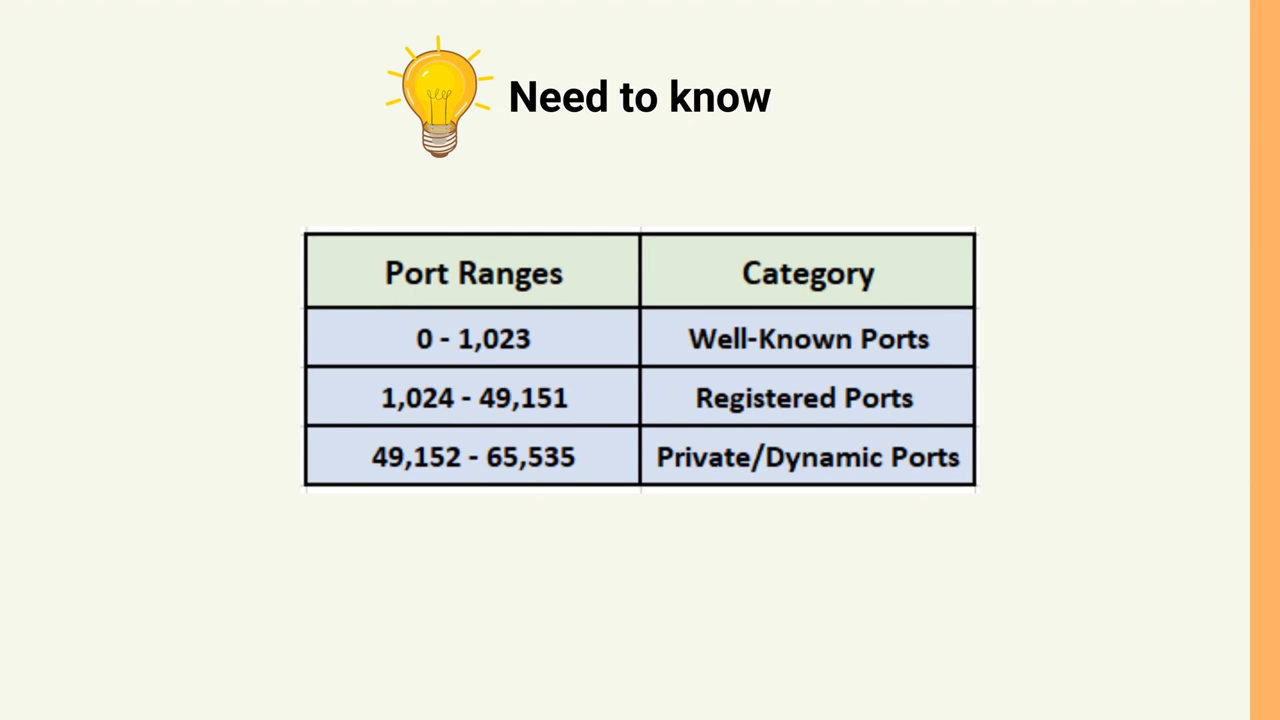 Need to know
Port Ranges Category
0 - 1,023 Well-Known Ports
1,024 - 49,151 Registered Ports
49,152 - 65,535 Private/Dynamic Ports